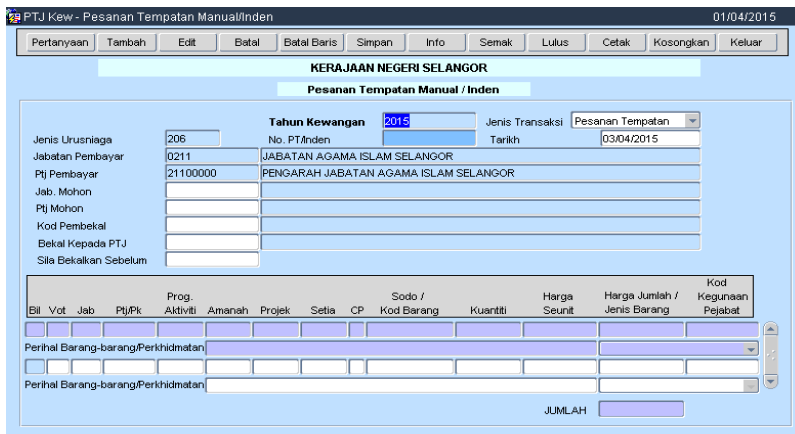 PTJ Kew - Pesanan Tempatan Manual/Inden 01/04/2015
Pertanyaan Tambah Edit Batal Batal Baris Simpan Info Semak Lulus Cetak Kosongkan Keluar
KERAJAAN NEGERI SELANGOR
Pesanan Tempatan Manual / Inden
Tahun Kewangan 2015 Jenis Transaksi Pesanan Tempatan
Jenis Urusniaga 206 No. PT/Inden Tarikh 03/04/2015
Jabatan Pembayar 0211 JABATAN AGAMA ISLAM SELANGOR
Ptj Pembayar 21100000 PENGARAH JABATAN AGAMA ISLAM SELANGOR
Jab. Mohon
Ptj Mohon
Kod Pembekal
Bekal Kepada PTJ
Sila Bekalkan Sebelum
Kod
Prog. Sodo / Harga Harga Jumlah / Kegunaan
Bil Vot Jab Ptj/Pk Aktiviti Amanah Projek Setia CP Kod Barang Kuantiti Seunit Jenis Barang Pejabat
Perihal Barang-barang/Perkhidmatan
Perihal Barang-barang/Perkhidmatan
JUMLAH